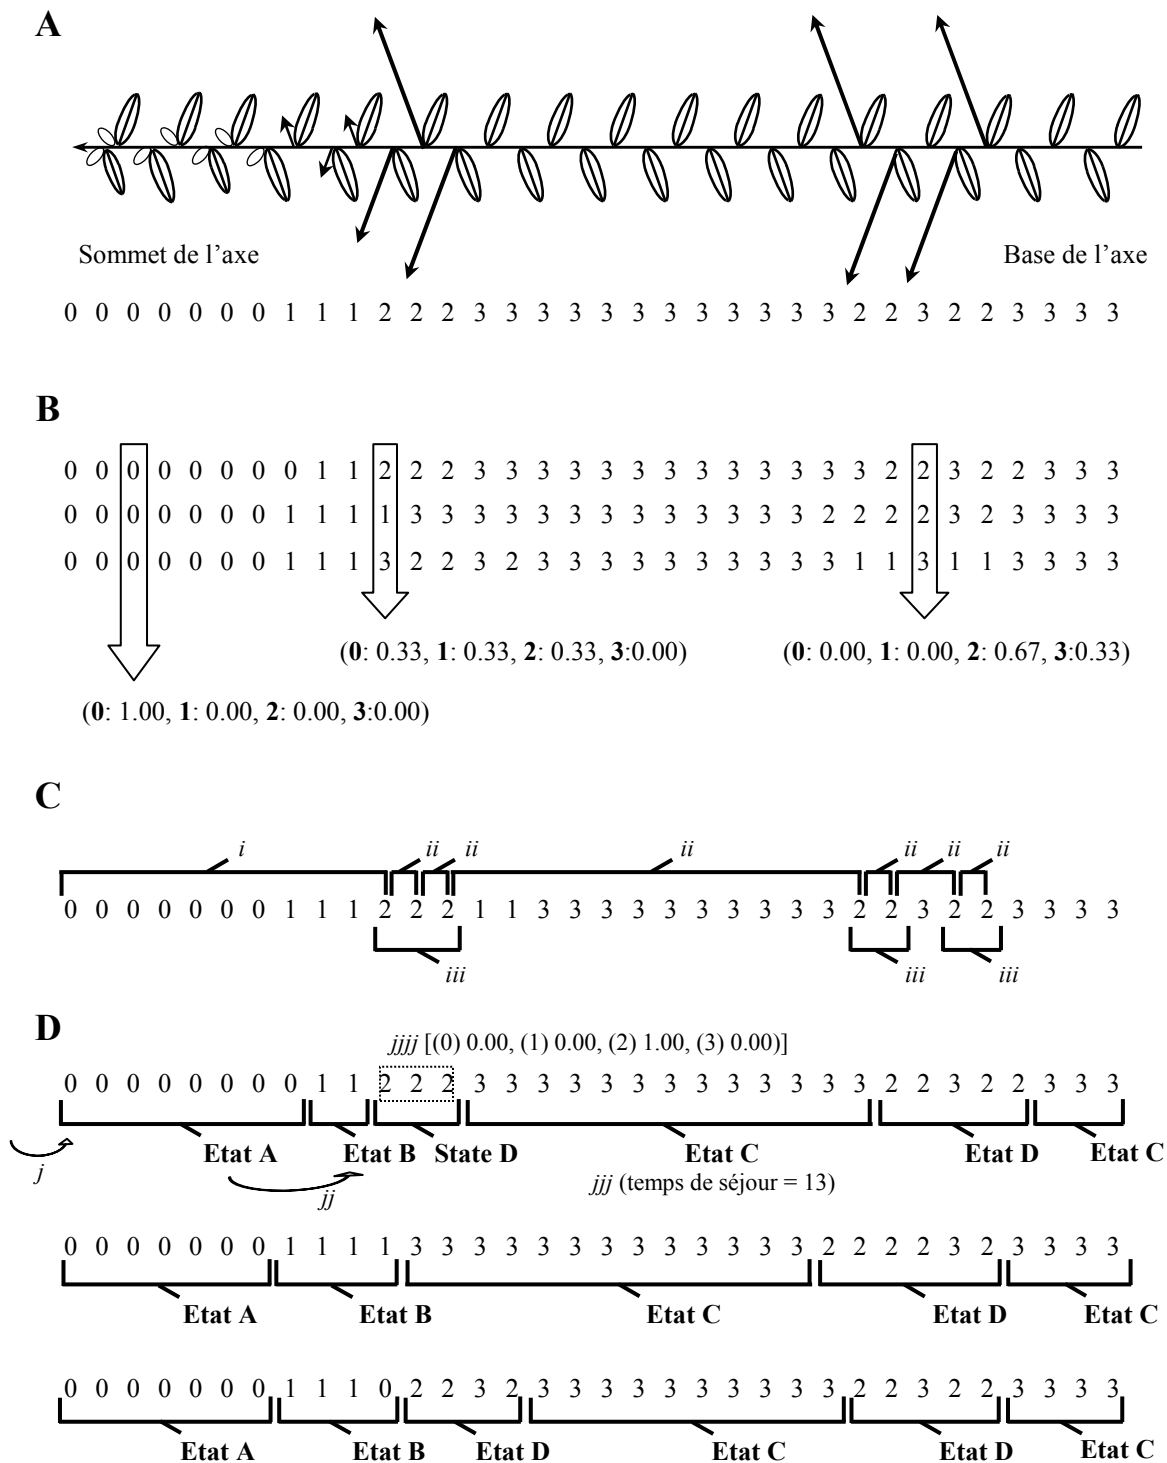 A
Sommet de l'axe
Base de l'axe
0 0 0 0 0 0 0 1 1 1 2 2 2 3 3 3 3 3 3 3 3 3 3 3 3 2 2 3 2 2 3 3 3 3
B
0 0 0 0 0 0 0 0 1 1 2 2 2 3 3 3 3 3 3 3 3 3 3 3 3 3 2 2 3 2 2 3 3 3
0 0 0 0 0 0 0 1 1 1 1 3 3 3 3 3 3 3 3 3 3 3 3 3 2 2 2 2 3 2 3 3 3 3
0 0 0 0 0 0 0 1 1 1 3 2 2 3 2 3 3 3 3 3 3 3 3 3 3 1 1 3 1 1 3 3 3 3
(0: 0.33, 1: 0.33, 2: 0.33, 3:0.00)
(0: 0.00, 1: 0.00, 2: 0.67, 3:0.33)
(0: 1.00, 1: 0.00, 2: 0.00, 3:0.00)
C
i ii ii ii ii ii ii
0 0 0 0 0 0 0 1 1 1 2 2 2 1 1 3 3 3 3 3 3 3 3 3 3 2 2 3 2 2 3 3 3 3
iii iii iii
D
jjjj [(0) 0.00, (1) 0.00, (2) 1.00, (3) 0.00)]
0 0 0 0 0 0 0 0 1 1 2 2 2 3 3 3 3 3 3 3 3 3 3 3 3 3 2 2 3 2 2 3 3 3
Etat A Etat B State D Etat C Etat D Etat C
j
jj
jjj (temps de séjour = 13)
0 0 0 0 0 0 0 1 1 1 1 3 3 3 3 3 3 3 3 3 3 3 3 3 2 2 2 2 3 2 3 3 3 3
Etat A Etat B Etat C Etat D Etat C
0 0 0 0 0 0 0 1 1 1 0 2 2 3 2 3 3 3 3 3 3 3 3 3 3 2 2 3 2 2 3 3 3 3
Etat A Etat B Etat D Etat C Etat D Etat C